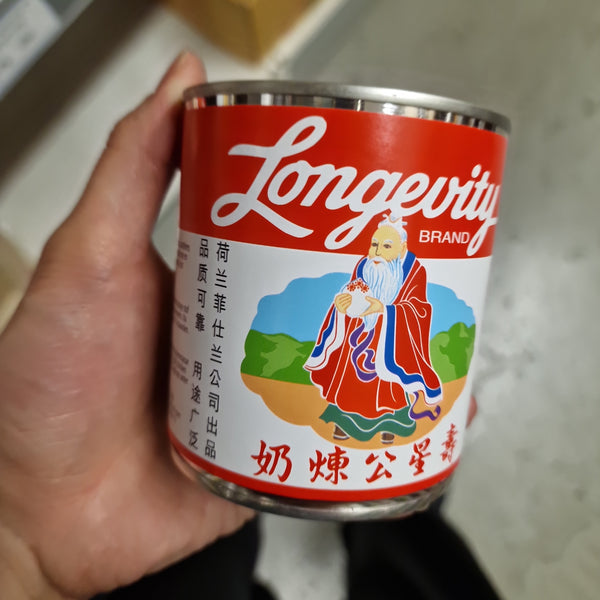 Longevity
BRAND
荷兰菲仕兰公司出品
品质可靠 用途广泛
壽星公煉奶